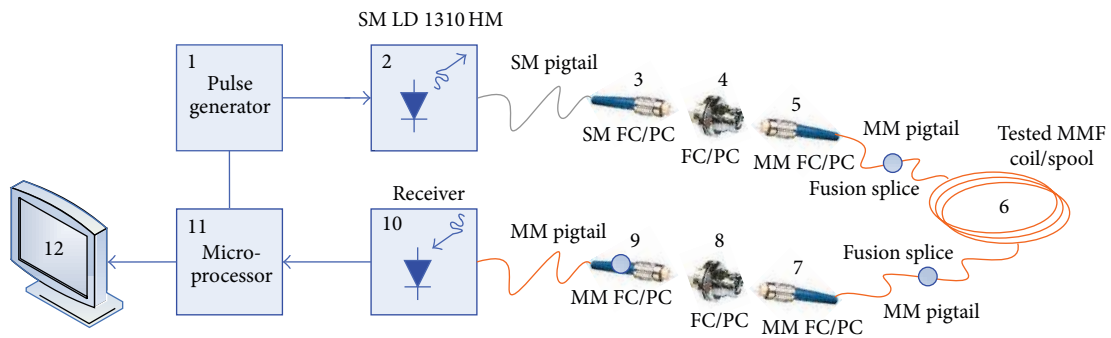 SM LD 1310 HM
1
Pulse
generator
2
SM pigtail
3
SM FC/PC
4
FC/PC
5
MM FC/PC
MM pigtail
Fusion splice
Tested MMF
coil/spool
6
12
11
Micro-
processor
Receiver
10
MM pigtail
9
MM FC/PC
8
FC/PC
7
MM FC/PC
Fusion splice
MM pigtail